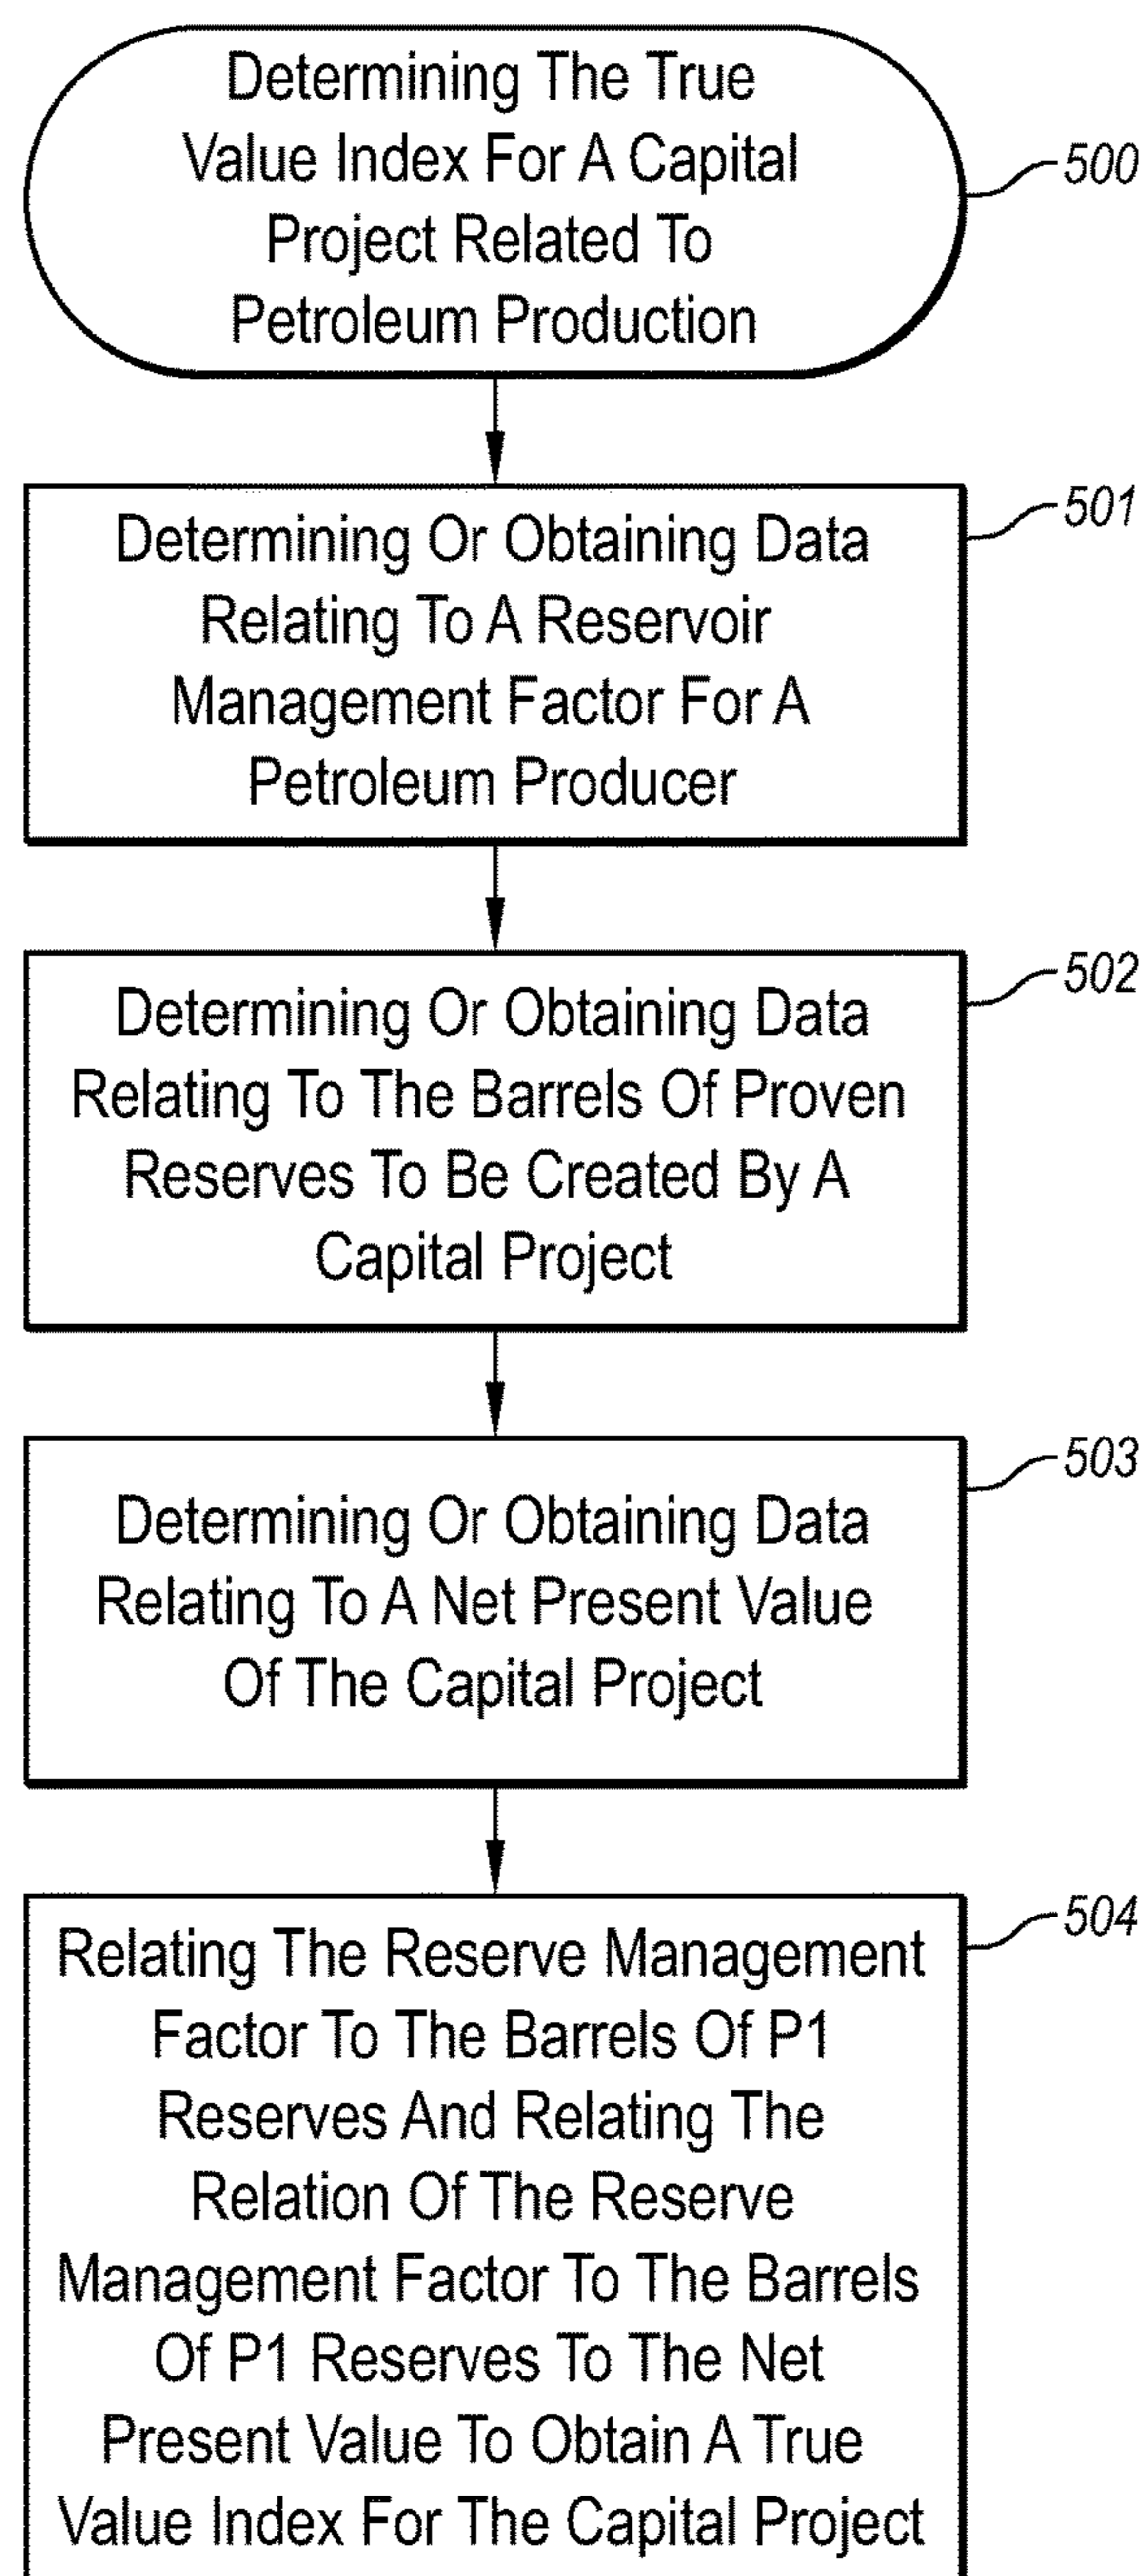 Determining The True
Value Index For A Capital
Project Related To
Petroleum Production
500
Determining Or Obtaining Data
Relating To A Reservoir
Management Factor For A
Petroleum Producer
501
Determining Or Obtaining Data
Relating To The Barrels Of Proven
Reserves To Be Created By A
Capital Project
502
Determining Or Obtaining Data
Relating To A Net Present Value
Of The Capital Project
503
Relating The Reserve Management
Factor To The Barrels Of P1
Reserves And Relating The
Relation Of The Reserve
Management Factor To The Barrels
Of P1 Reserves To The Net
Present Value To Obtain A True
Value Index For The Capital Project
504